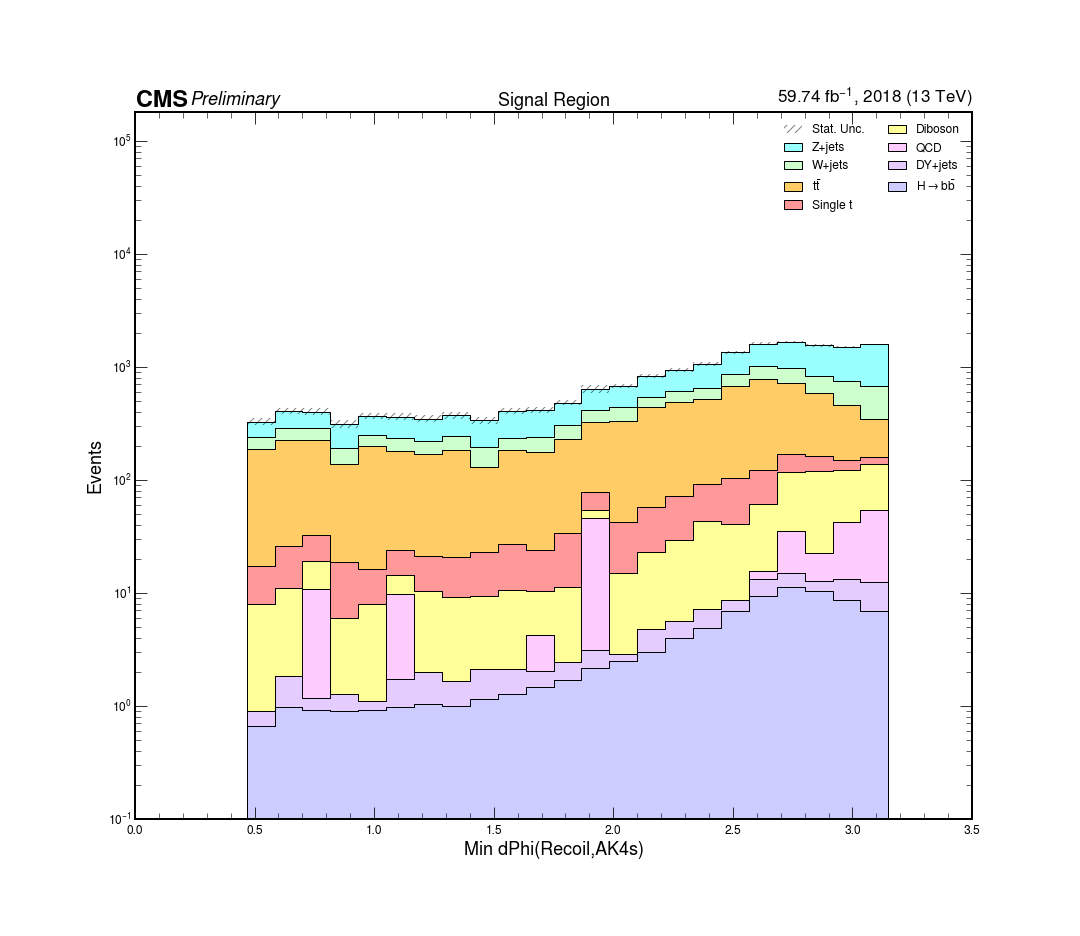 CMS Preliminary Signal Region 59.74 fb⁻¹, 2018 (13 TeV)
Stat. Unc. Diboson
Z+jets QCD
W+jets DY+jets
tt̄ H→bb̄
Single t
10⁵
10⁴
10³
10²
10¹
10⁰
10⁻¹
Events
0.0 0.5 1.0 1.5 2.0 2.5 3.0 3.5
Min dPhi(Recoil,AK4s)